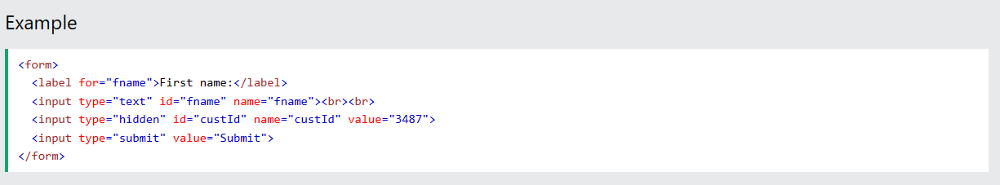 Example
<form>
  <label for="fname">First name:</label>
  <input type="text" id="fname" name="fname"><br><br>
  <input type="hidden" id="custId" name="custId" value="3487">
  <input type="submit" value="Submit">
</form>